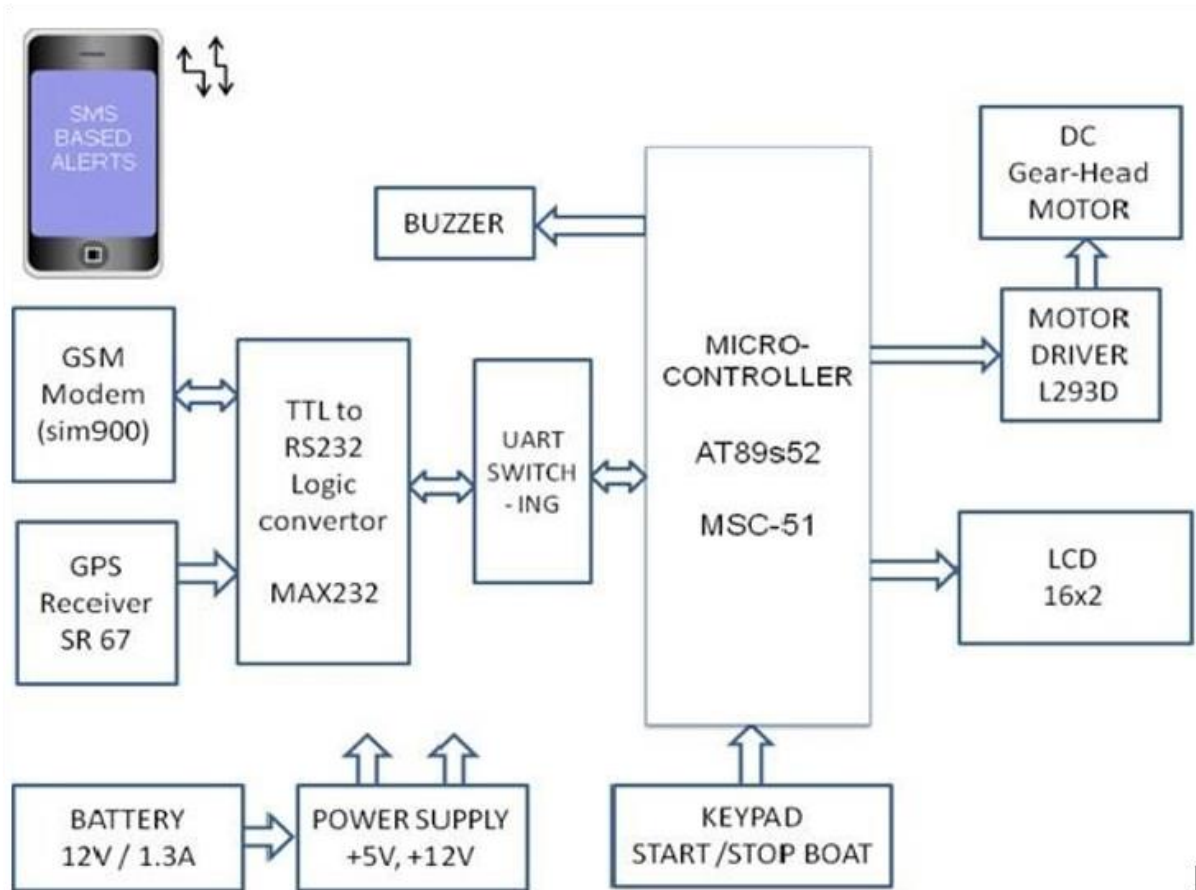 SMS
BASED
ALERTS
DC
Gear-Head
MOTOR
BUZZER
GSM
Modem
(sim900)
TTL to
RS232
Logic
convertor
MAX232
UART
SWITCH
- ING
MICRO-
CONTROLLER
AT89s52
MSC-51
MOTOR
DRIVER
L293D
GPS
Receiver
SR 67
LCD
16x2
BATTERY
12V / 1.3A
POWER SUPPLY
+5V, +12V
KEYPAD
START /STOP BOAT